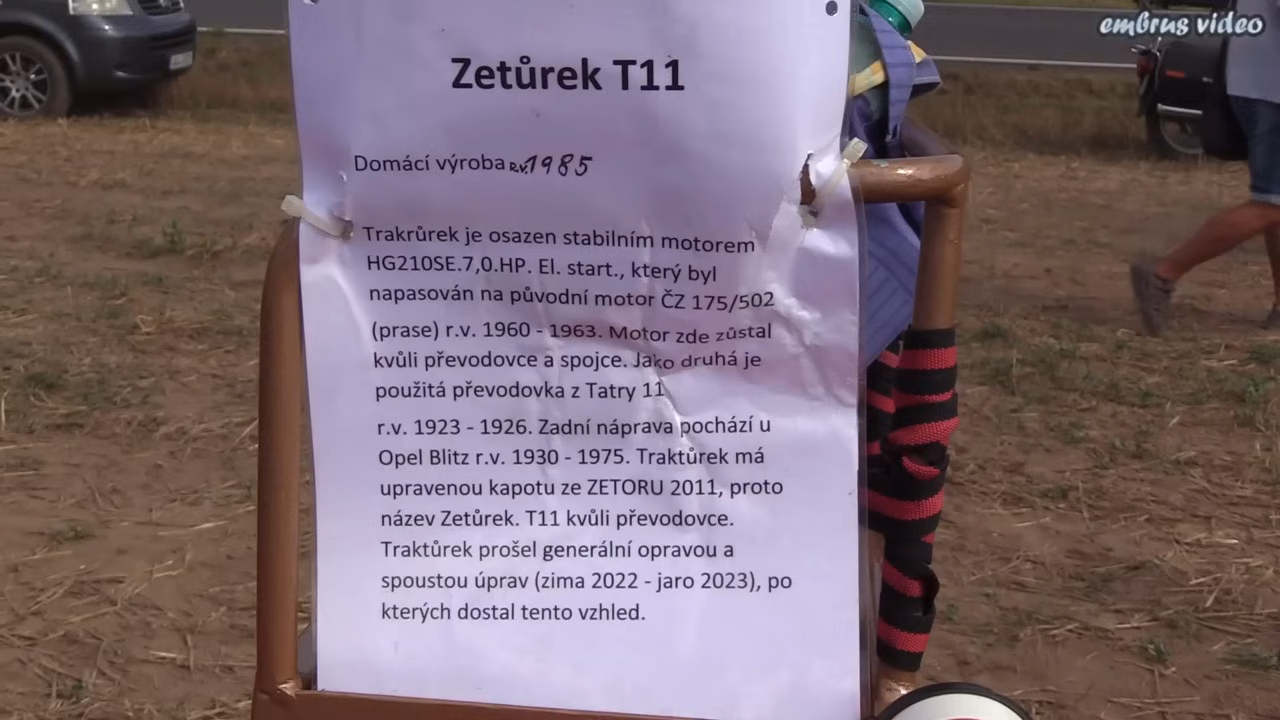 embrus video
Zetůrek T11
Domácí výroba R.V. 1985
Trakrůrek je osazen stabilním motorem
HG210SE.7,0.HP. El. start., který byl
napasován na původní motor ČZ 175/502
(prase) r.v. 1960 - 1963. Motor zde zůstal
kvůli převodovce a spojce. Jako druhá je
použitá převodovka z Tatry 11
r.v. 1923 - 1926. Zadní náprava pochází u
Opel Blitz r.v. 1930 - 1975. Traktůrek má
upravenou kapotu ze ZETORU 2011, proto
název Zetůrek. T11 kvůli převodovce.
Traktůrek prošel generální opravou a
spoustou úprav (zima 2022 - jaro 2023), po
kterých dostal tento vzhled.